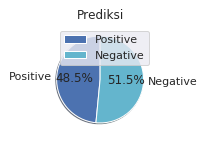 Prediksi
Positive
Negative
Positive 48.5% 51.5% Negative